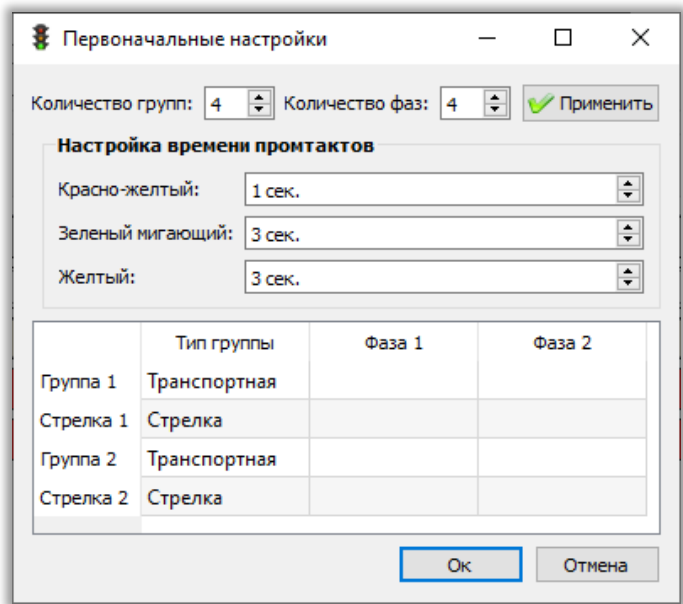 Первоначальные настройки
Количество групп: 4 Количество фаз: 4 Применить
Настройка времени промтактов
Красно-желтый: 1 сек.
Зеленый мигающий: 3 сек.
Желтый: 3 сек.
Тип группы Фаза 1 Фаза 2
Группа 1 Транспортная
Стрелка 1 Стрелка
Группа 2 Транспортная
Стрелка 2 Стрелка
Ок Отмена